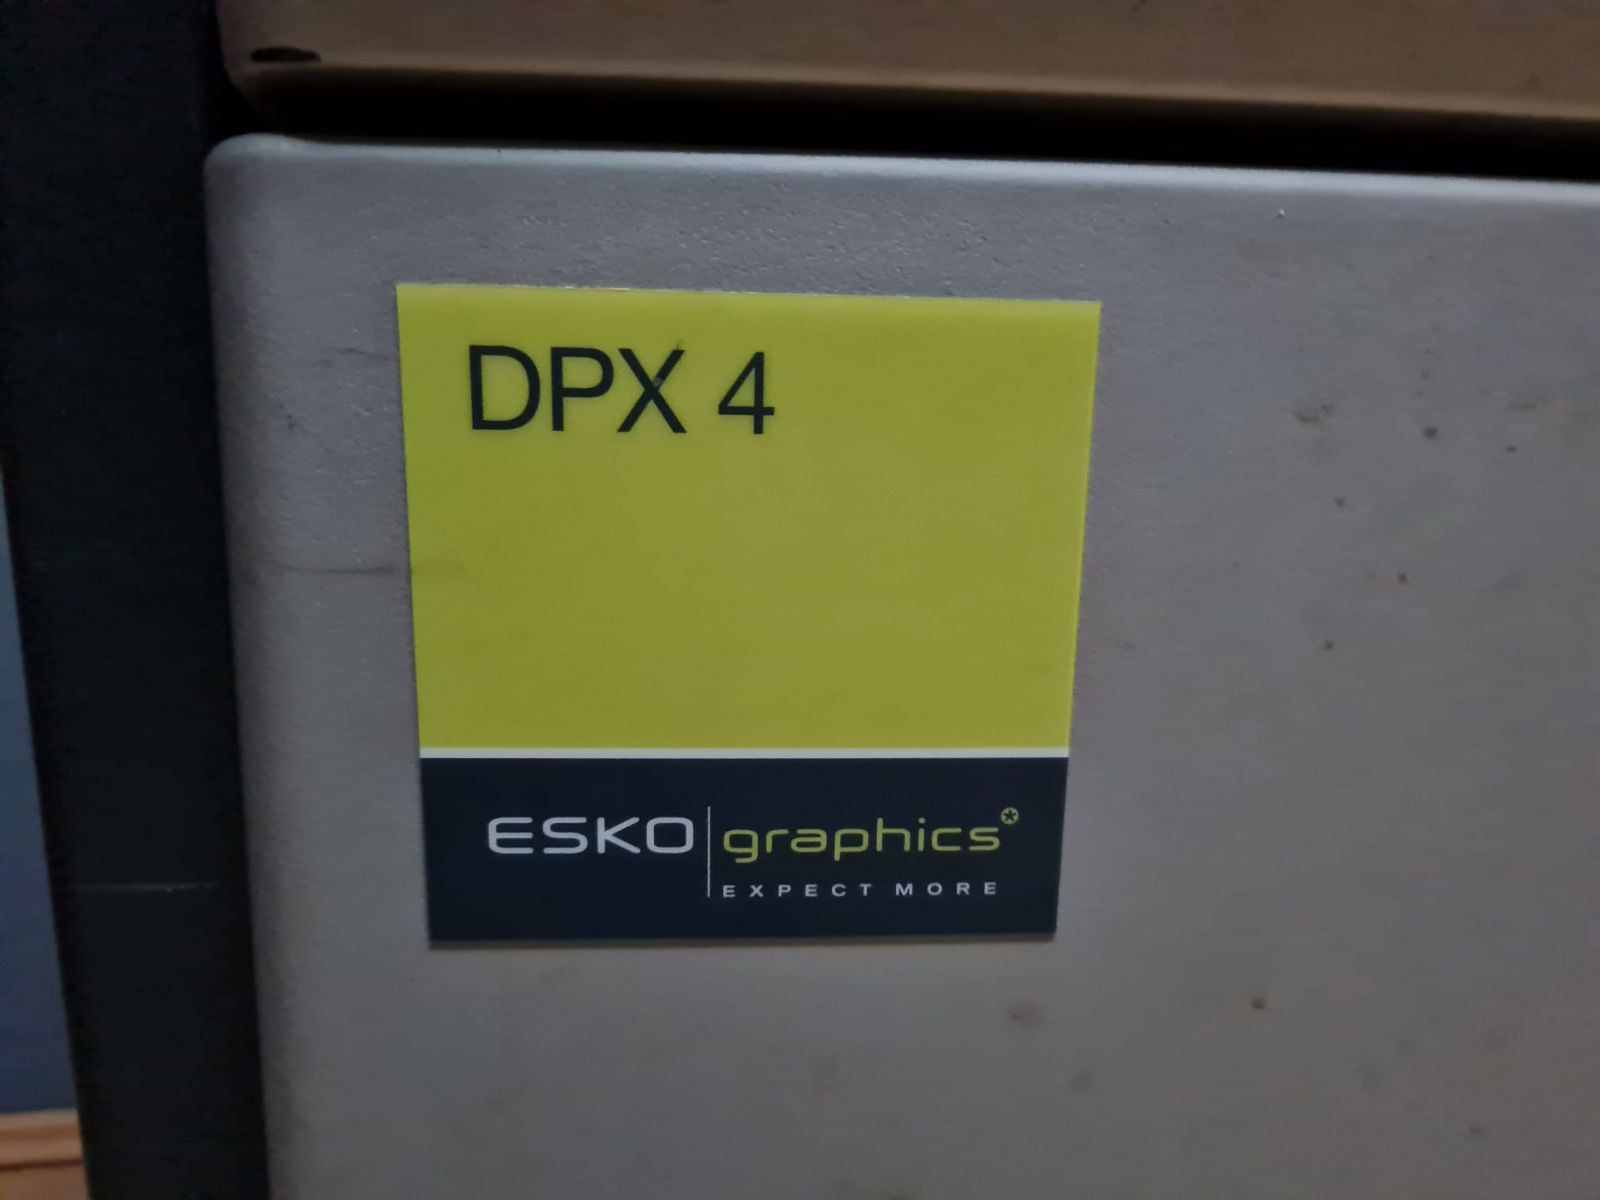 DPX 4
ESKO graphics
EXPECT MORE